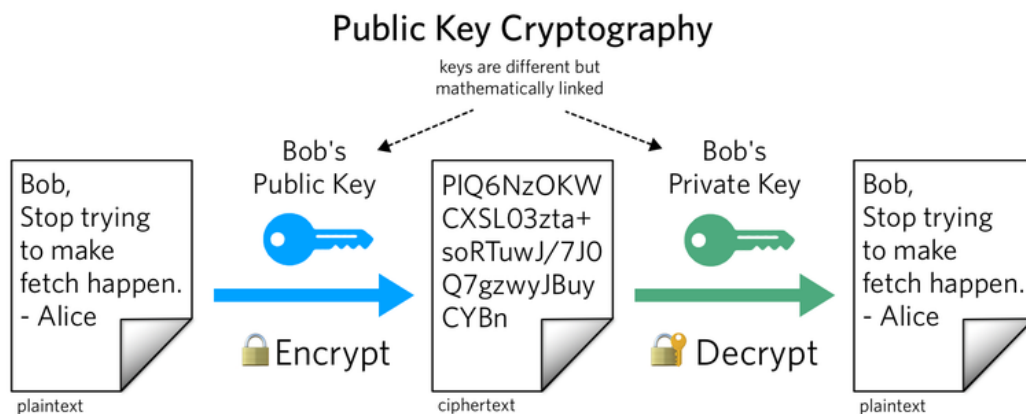 Public Key Cryptography
keys are different but
mathematically linked
Bob,
Stop trying
to make
fetch happen.
- Alice
plaintext
Bob's
Public Key
Encrypt
PIQ6NzOKW
CXSL03zta+
soRTuwJ/7J0
Q7gzwyJBuy
CYBn
ciphertext
Bob's
Private Key
Decrypt
Bob,
Stop trying
to make
fetch happen.
- Alice
plaintext